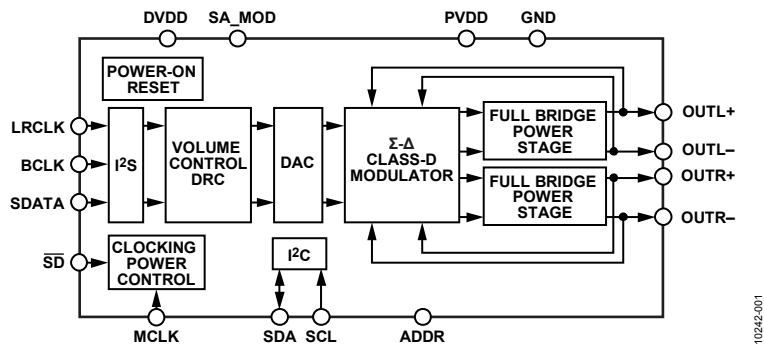 DVDD SA_MOD PVDD GND
POWER-ON
RESET
LRCLK
BCLK
SDATA
I²S
VOLUME
CONTROL
DRC
DAC
Σ-Δ
CLASS-D
MODULATOR
FULL BRIDGE
POWER
STAGE
FULL BRIDGE
POWER
STAGE
OUTL+
OUTL–
OUTR+
OUTR–
SD
CLOCKING
POWER
CONTROL
I²C
MCLK SDA SCL ADDR
10242-001